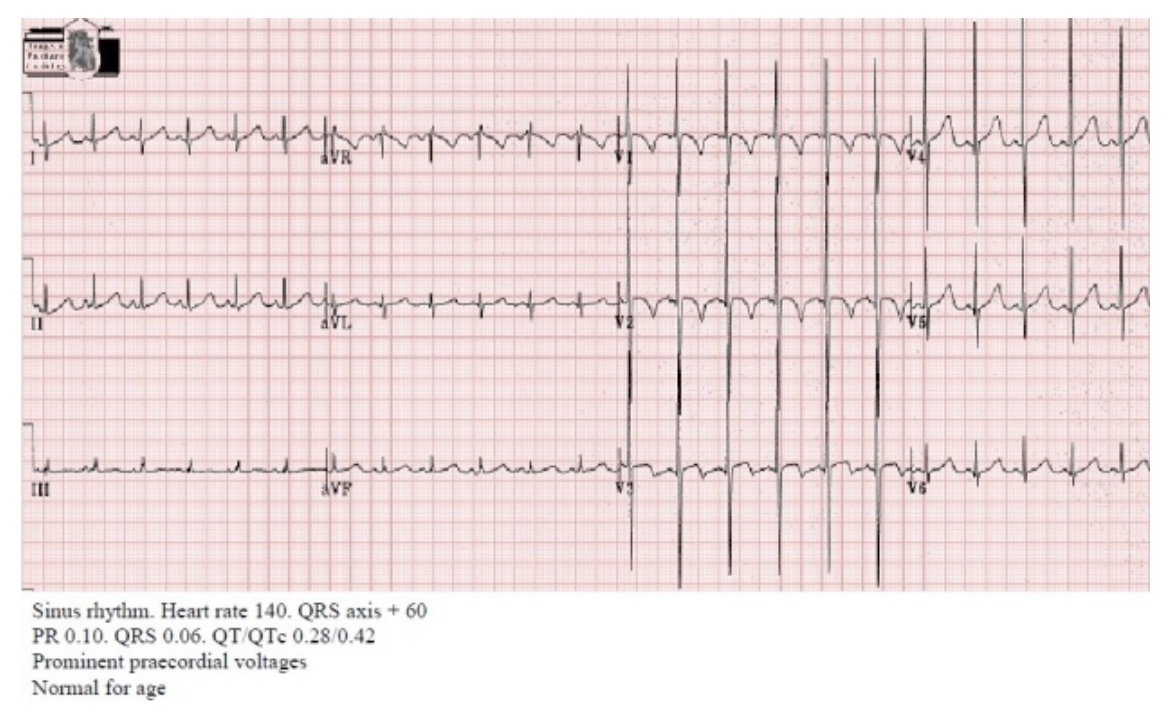 I
aVR
V1
V4
II
aVL
V2
V5
III
aVF
V3
V6
Sinus rhythm. Heart rate 140. QRS axis + 60
PR 0.10. QRS 0.06. QT/QTc 0.28/0.42
Prominent praecordial voltages
Normal for age